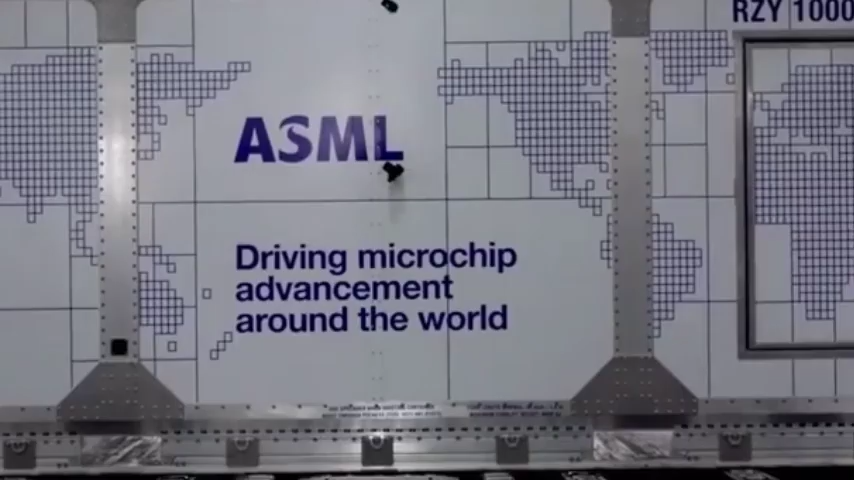 RZY 1000
ASML
Driving microchip
advancement
around the world